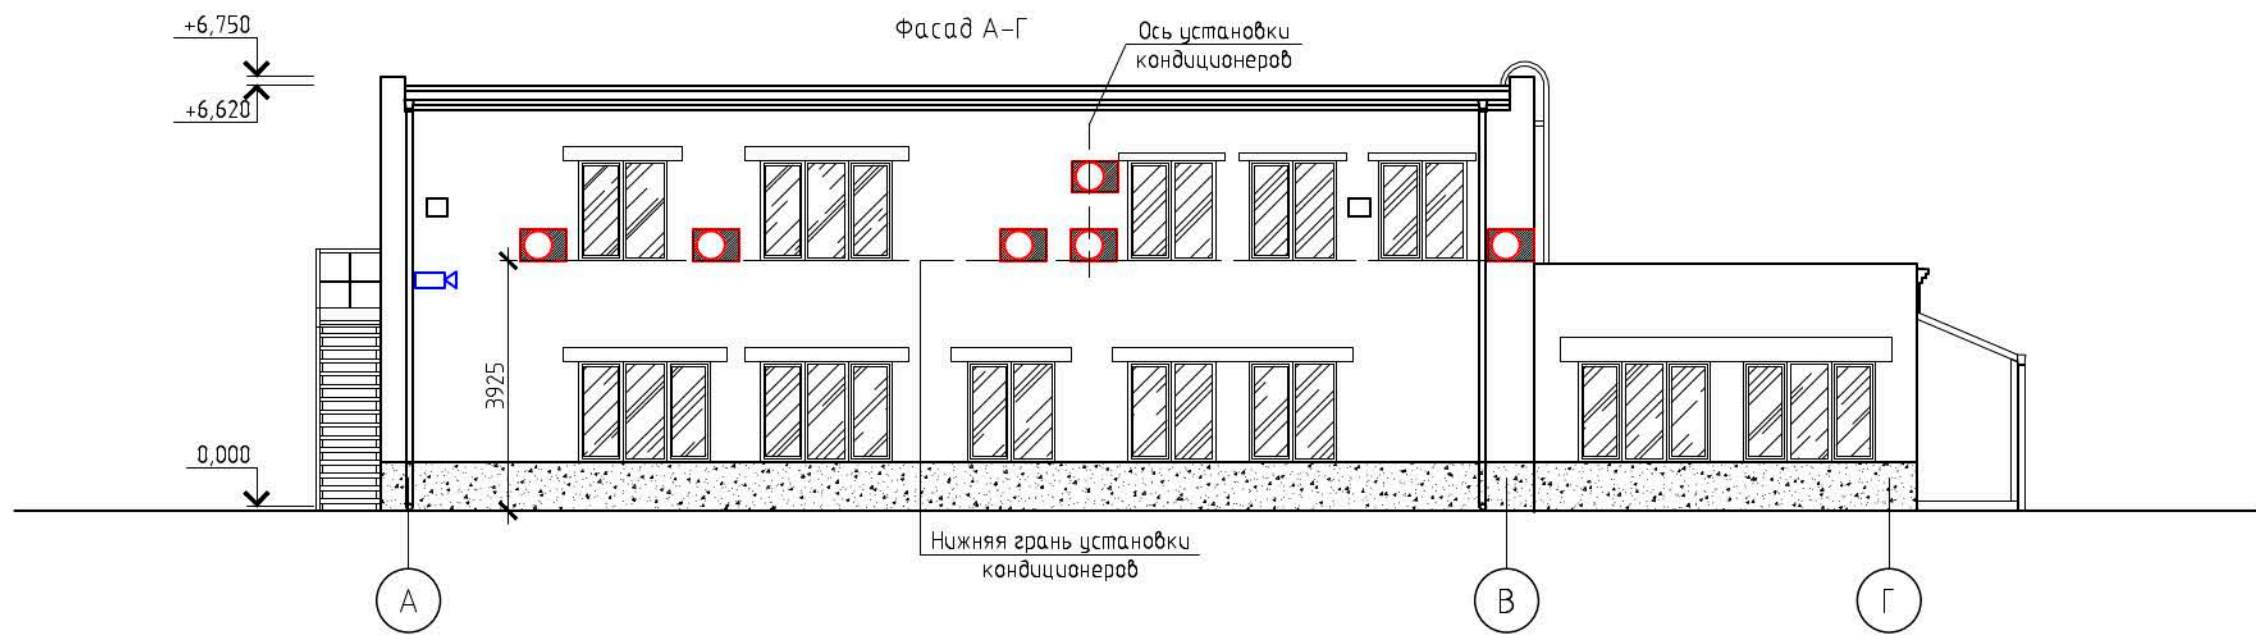 +6,750
Фасад А-Г
Ось установки
кондиционеров
+6,620
3925
0,000
Нижняя грань установки
кондиционеров
А
В
Г